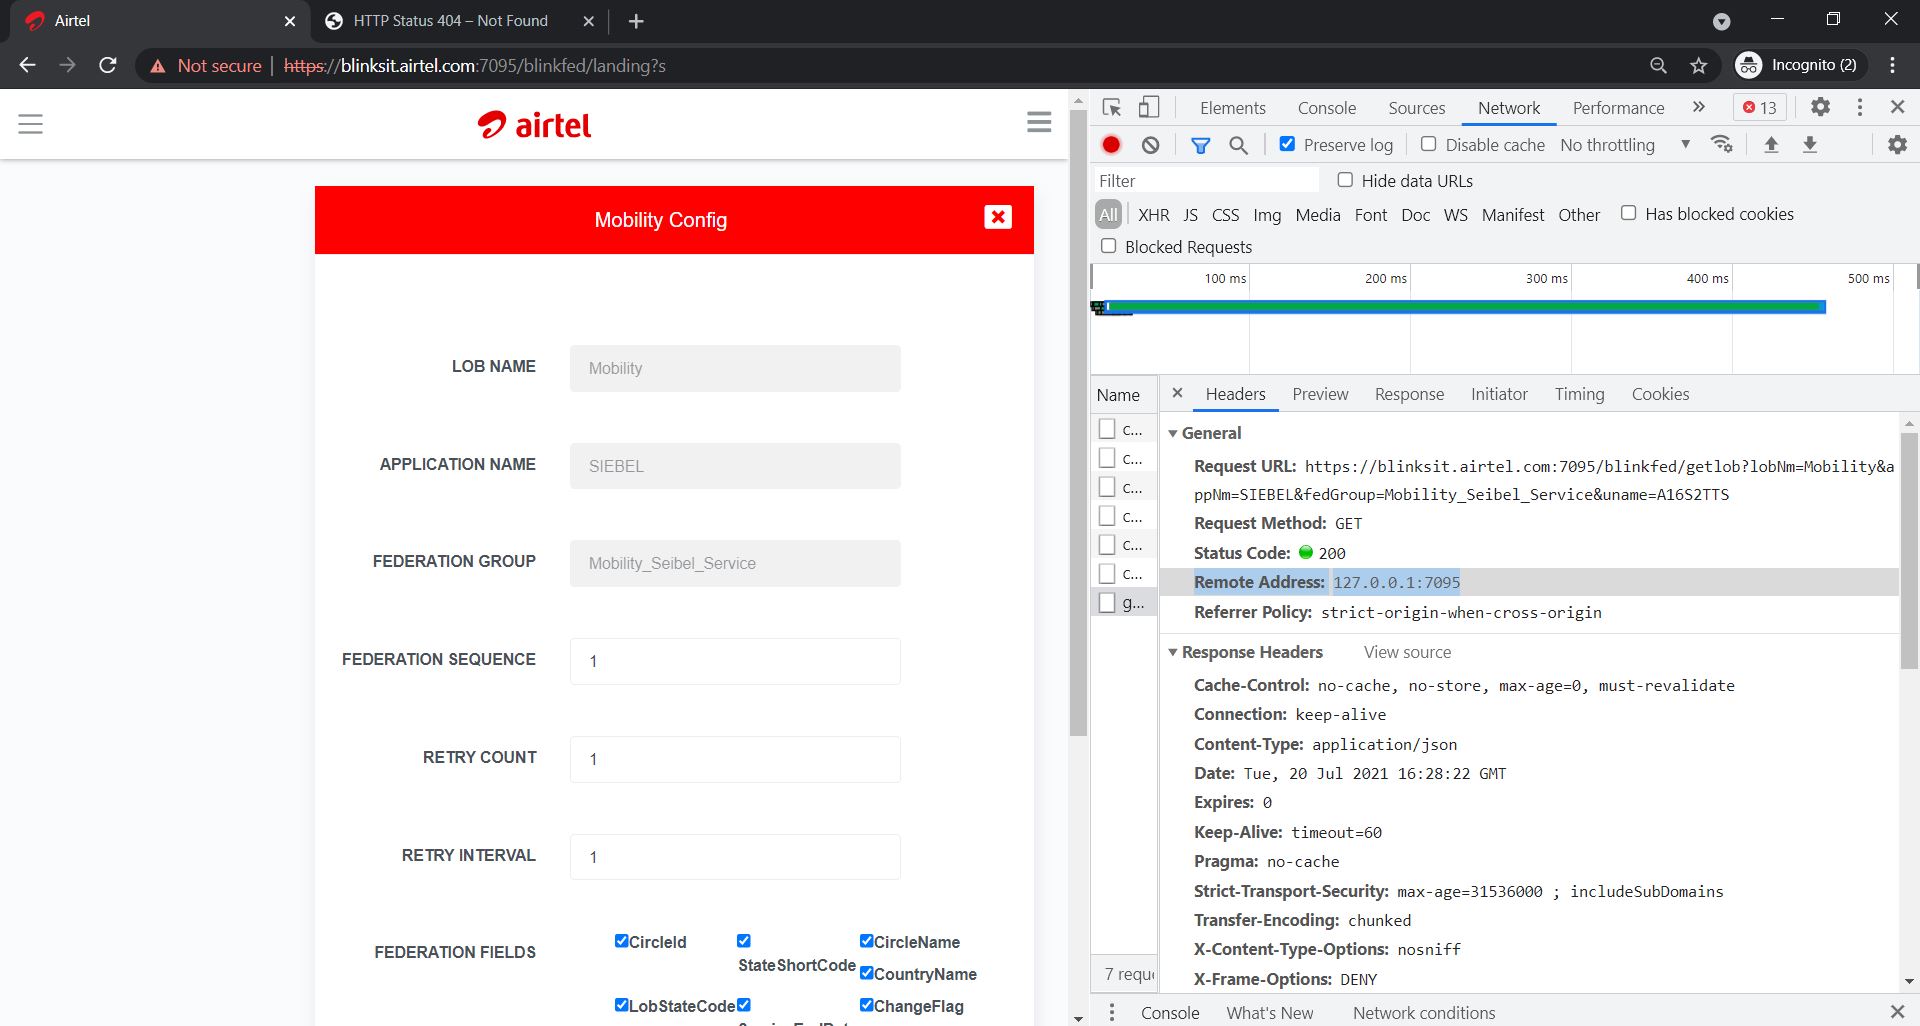 Airtel
HTTP Status 404 – Not Found
Not secure | https://blinksit.airtel.com:7095/blinkfed/landing?s
Incognito (2)
airtel
Mobility Config
LOB NAME
Mobility
APPLICATION NAME
SIEBEL
FEDERATION GROUP
Mobility_Seibel_Service
FEDERATION SEQUENCE
1
RETRY COUNT
1
RETRY INTERVAL
1
FEDERATION FIELDS
CircleId
StateShortCode
CircleName
CountryName
LobStateCode
ChangeFlag
Elements Console Sources Network Performance » 13
Preserve log Disable cache No throttling
Filter Hide data URLs
All XHR JS CSS Img Media Font Doc WS Manifest Other Has blocked cookies
Blocked Requests
100 ms 200 ms 300 ms 400 ms 500 ms
Name
c...
c...
c...
c...
c...
c...
g...
7 requ
Headers Preview Response Initiator Timing Cookies
General
Request URL: https://blinksit.airtel.com:7095/blinkfed/getlob?lobNm=Mobility&a
ppNm=SIEBEL&fedGroup=Mobility_Seibel_Service&uname=A16S2TTS
Request Method: GET
Status Code: 200
Remote Address: 127.0.0.1:7095
Referrer Policy: strict-origin-when-cross-origin
Response Headers View source
Cache-Control: no-cache, no-store, max-age=0, must-revalidate
Connection: keep-alive
Content-Type: application/json
Date: Tue, 20 Jul 2021 16:28:22 GMT
Expires: 0
Keep-Alive: timeout=60
Pragma: no-cache
Strict-Transport-Security: max-age=31536000 ; includeSubDomains
Transfer-Encoding: chunked
X-Content-Type-Options: nosniff
X-Frame-Options: DENY
Console What's New Network conditions